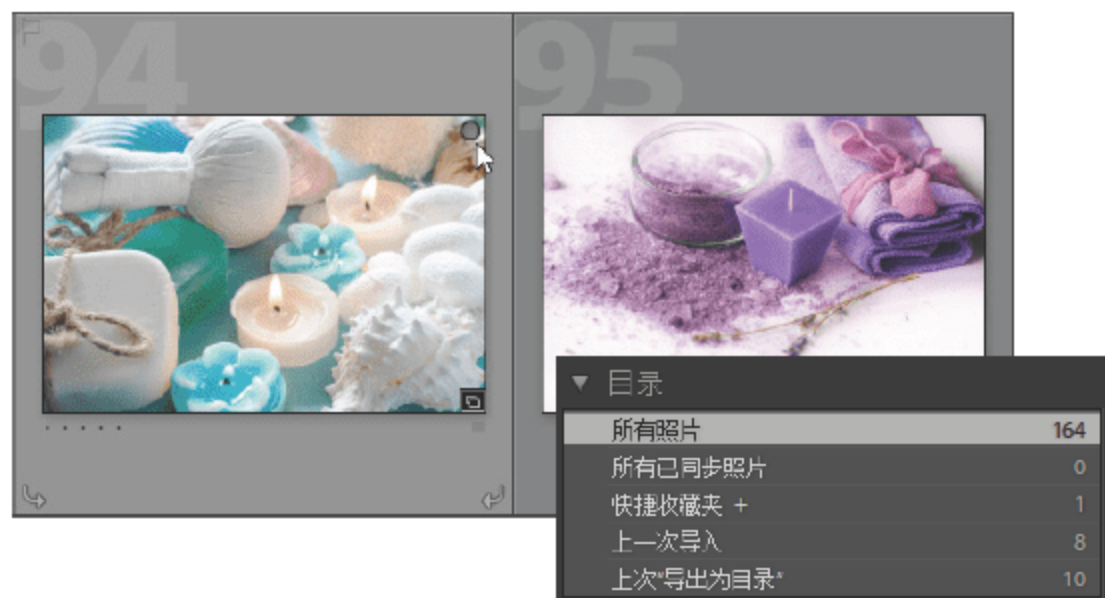 94
95
目录
所有照片 164
所有已同步照片 0
快捷收藏夹 + 1
上一次导入 8
上次"导出为目录" 10